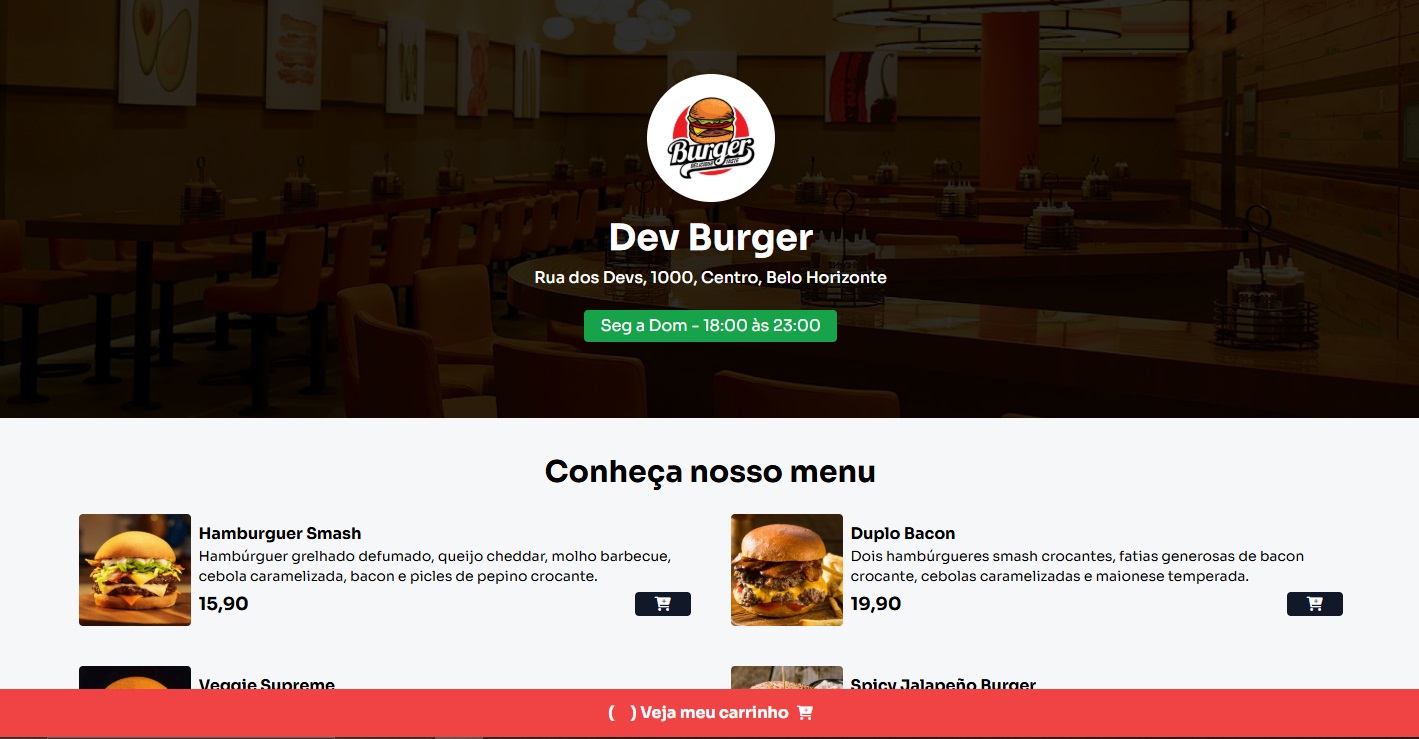 Burger
Dev Burger
Rua dos Devs, 1000, Centro, Belo Horizonte
Seg a Dom - 18:00 às 23:00
Conheça nosso menu
Hamburguer Smash
Hambúrguer grelhado defumado, queijo cheddar, molho barbecue,
cebola caramelizada, bacon e picles de pepino crocante.
15,90
Duplo Bacon
Dois hambúrgueres smash crocantes, fatias generosas de bacon
crocante, cebolas caramelizadas e maionese temperada.
19,90
Veggie Supreme
Spicy Jalapeño Burger
( ) Veja meu carrinho